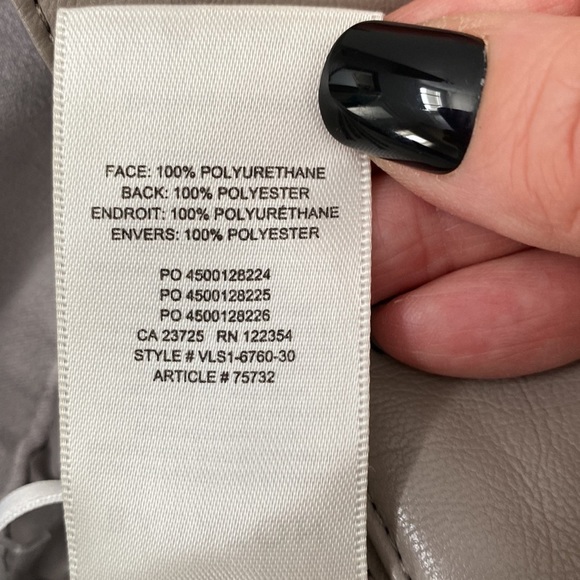 FACE: 100% POLYURETHANE
BACK: 100% POLYESTER
ENDROIT: 100% POLYURÉTHANE
ENVERS: 100% POLYESTER
PO 4500128224
PO 4500128225
PO 4500128226
CA 23725 RN 122354
STYLE # VLS1-6760-30
ARTICLE # 75732